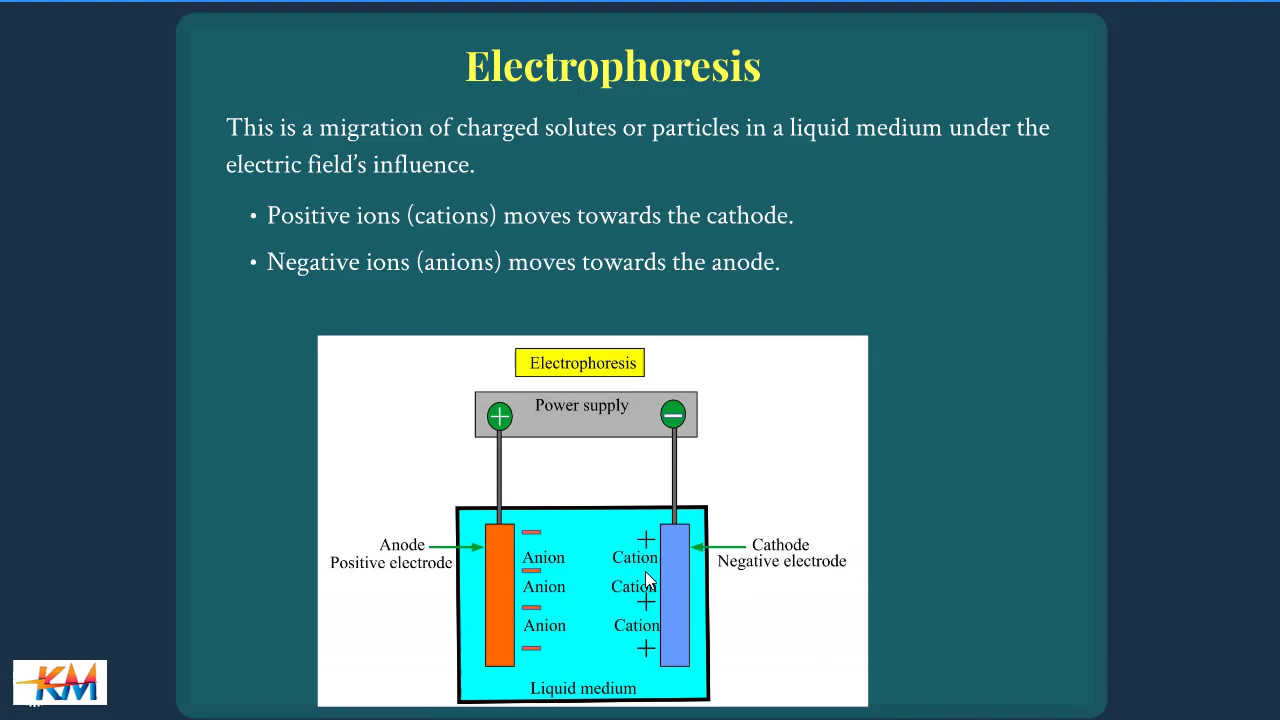 Electrophoresis
This is a migration of charged solutes or particles in a liquid medium under the
electric field’s influence.
• Positive ions (cations) moves towards the cathode.
• Negative ions (anions) moves towards the anode.
Electrophoresis
Power supply
+
−
Anode
Positive electrode
Cathode
Negative electrode
−
+
Anion
Cation
−
Anion
Cation
−
+
Anion
Cation
−
+
Liquid medium
KM